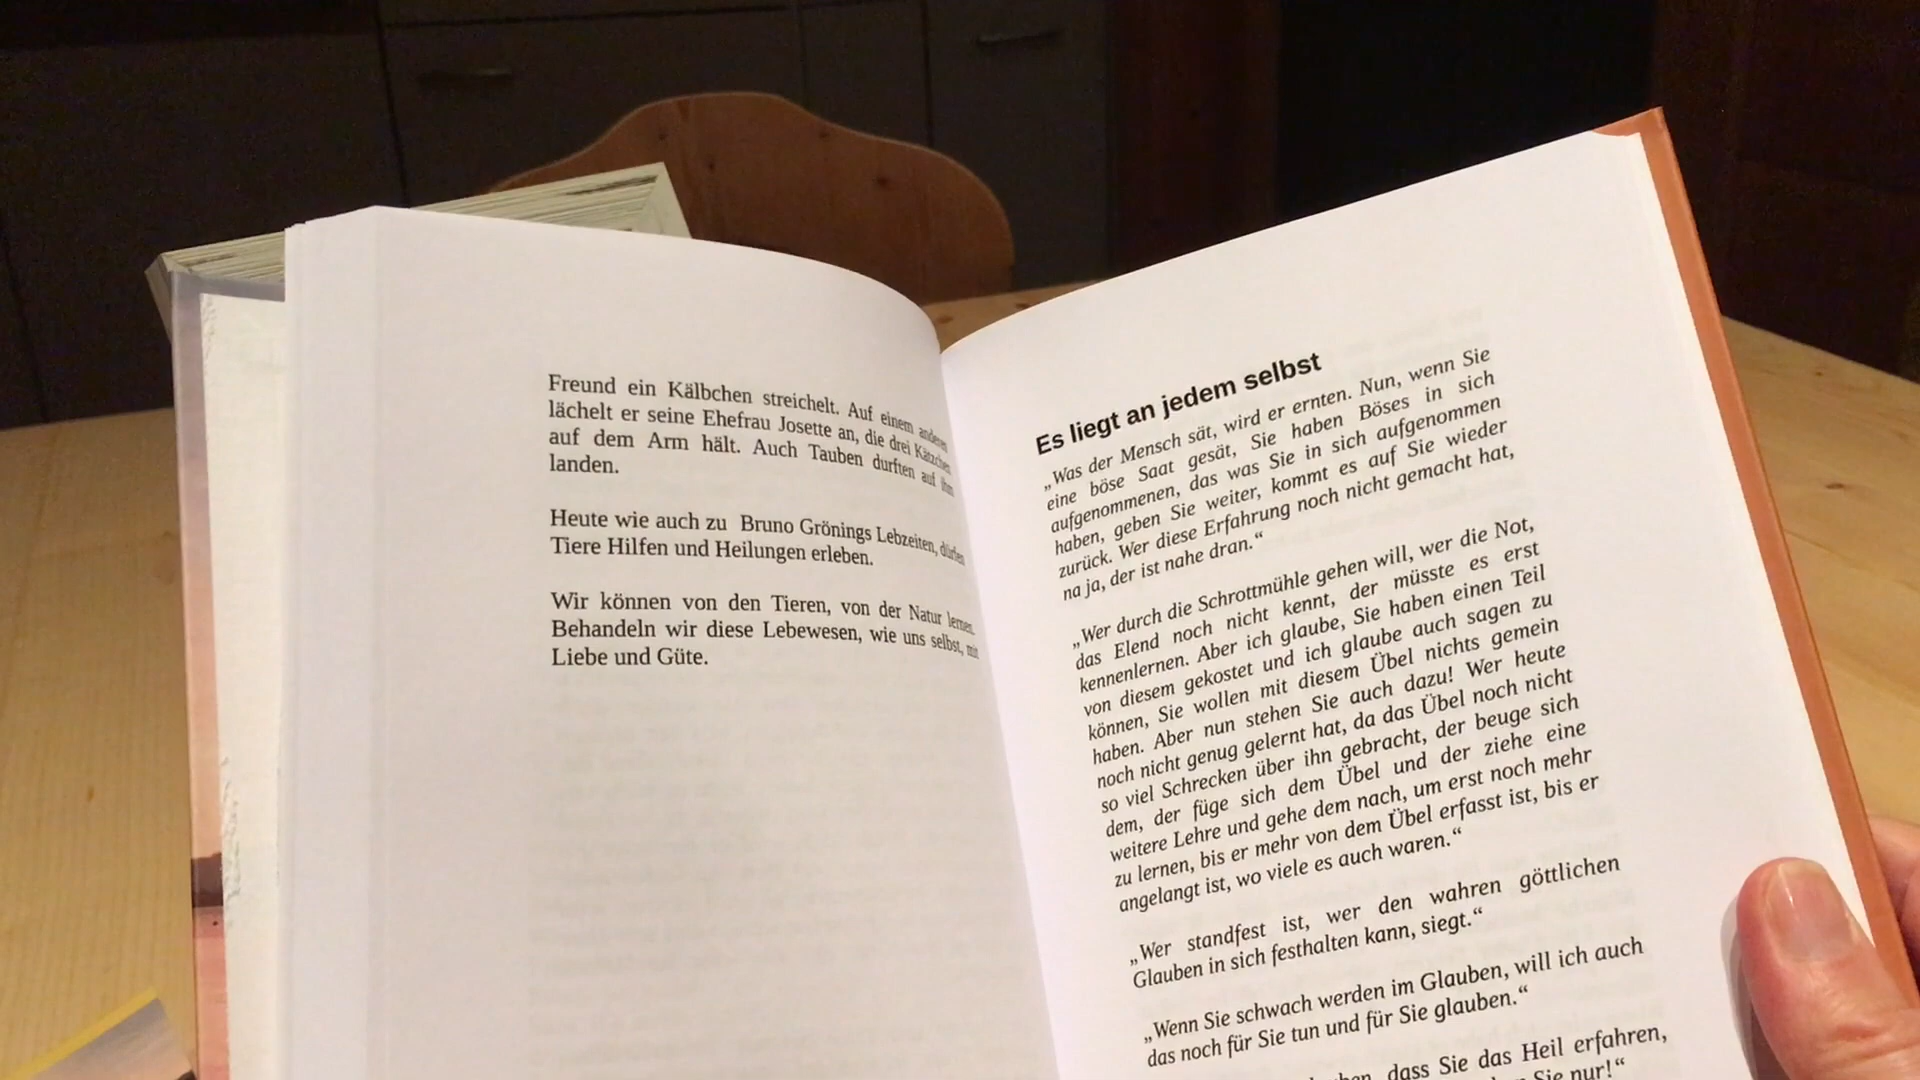 Freund ein Kälbchen streichelt. Auf einem anderen
lächelt er seine Ehefrau Josette an, die drei Kätzchen
auf dem Arm hält. Auch Tauben durften auf ihm
landen.
Heute wie auch zu Bruno Grönings Lebzeiten, dürfen
Tiere Hilfen und Heilungen erleben.
Wir können von den Tieren, von der Natur lernen.
Behandeln wir diese Lebewesen, wie uns selbst, mit
Liebe und Güte.
Es liegt an jedem selbst
„Was der Mensch sät, wird er ernten. Nun, wenn Sie
eine böse Saat gesät, Sie haben Böses in sich
aufgenommenen, das was Sie in sich aufgenommen
haben, geben Sie weiter, kommt es auf Sie wieder
zurück. Wer diese Erfahrung noch nicht gemacht hat,
na ja, der ist nahe dran.“
„Wer durch die Schrottmühle gehen will, wer die Not,
das Elend noch nicht kennt, der müsste es erst
kennenlernen. Aber ich glaube, Sie haben einen Teil
von diesem gekostet und ich glaube auch sagen zu
können, Sie wollen mit diesem Übel nichts gemein
haben. Aber nun stehen Sie auch dazu! Wer heute
noch nicht genug gelernt hat, da das Übel noch nicht
so viel Schrecken über ihn gebracht, der beuge sich
dem, der füge sich dem Übel und der ziehe eine
weitere Lehre und gehe dem nach, um erst noch mehr
zu lernen, bis er mehr von dem Übel erfasst ist, bis er
angelangt ist, wo viele es auch waren.“
„Wer standfest ist, wer den wahren göttlichen
Glauben in sich festhalten kann, siegt.“
„Wenn Sie schwach werden im Glauben, will ich auch
das noch für Sie tun und für Sie glauben.“
dass Sie das Heil erfahren,
Sie nur!“